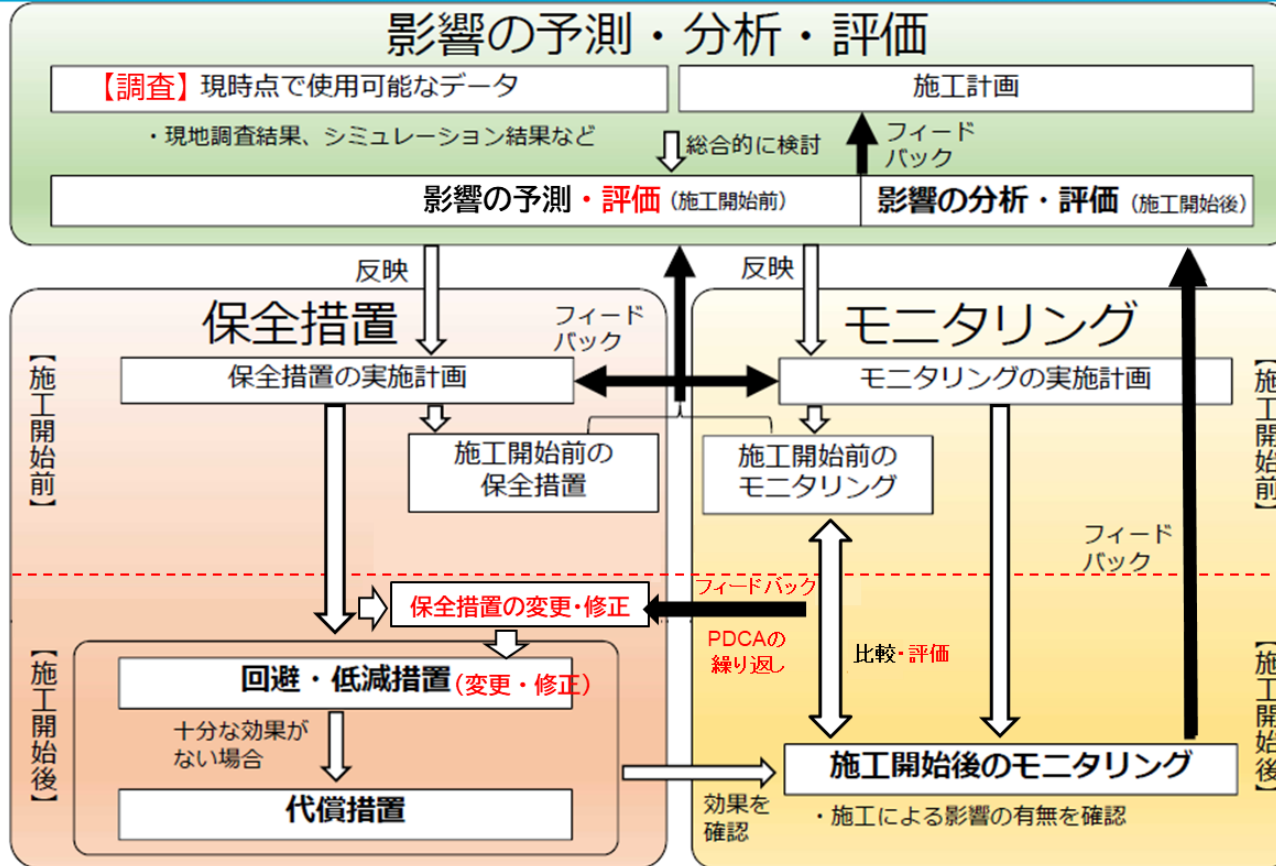 影響の予測・分析・評価
【調査】現時点で使用可能なデータ
施工計画
・現地調査結果、シミュレーション結果など
総合的に検討
フィード
バック
影響の予測・評価（施工開始前）
影響の分析・評価（施工開始後）
反映
反映
保全措置
フィード
バック
モニタリング
【施工開始前】
保全措置の実施計画
モニタリングの実施計画
【施工開始前】
施工開始前の
保全措置
施工開始前の
モニタリング
フィード
バック
保全措置の変更・修正
フィードバック
PDCAの
繰り返し
比較・評価
【施工開始後】
回避・低減措置（変更・修正）
十分な効果が
ない場合
代償措置
効果を
確認
施工開始後のモニタリング
・施工による影響の有無を確認
【施工開始後】